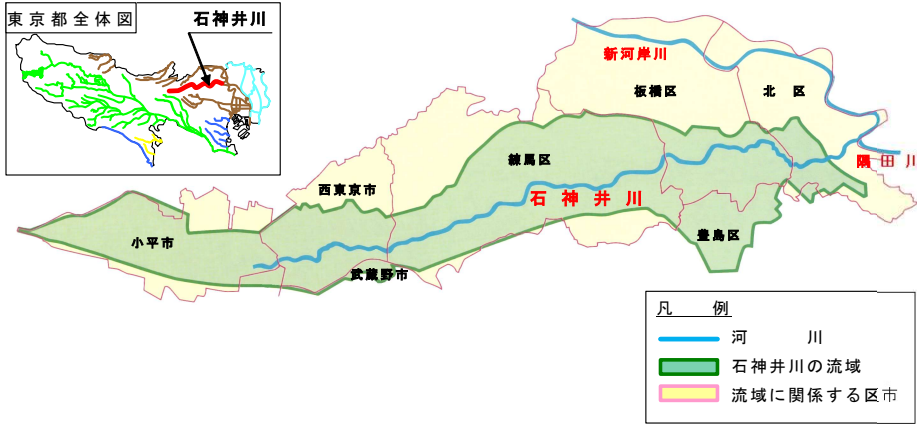 東京都全体図
石神井川
新河岸川
板橋区
北区
練馬区
隅田川
西東京市
石神井川
小平市
豊島区
武蔵野市
凡例
河川
石神井川の流域
流域に関係する区市